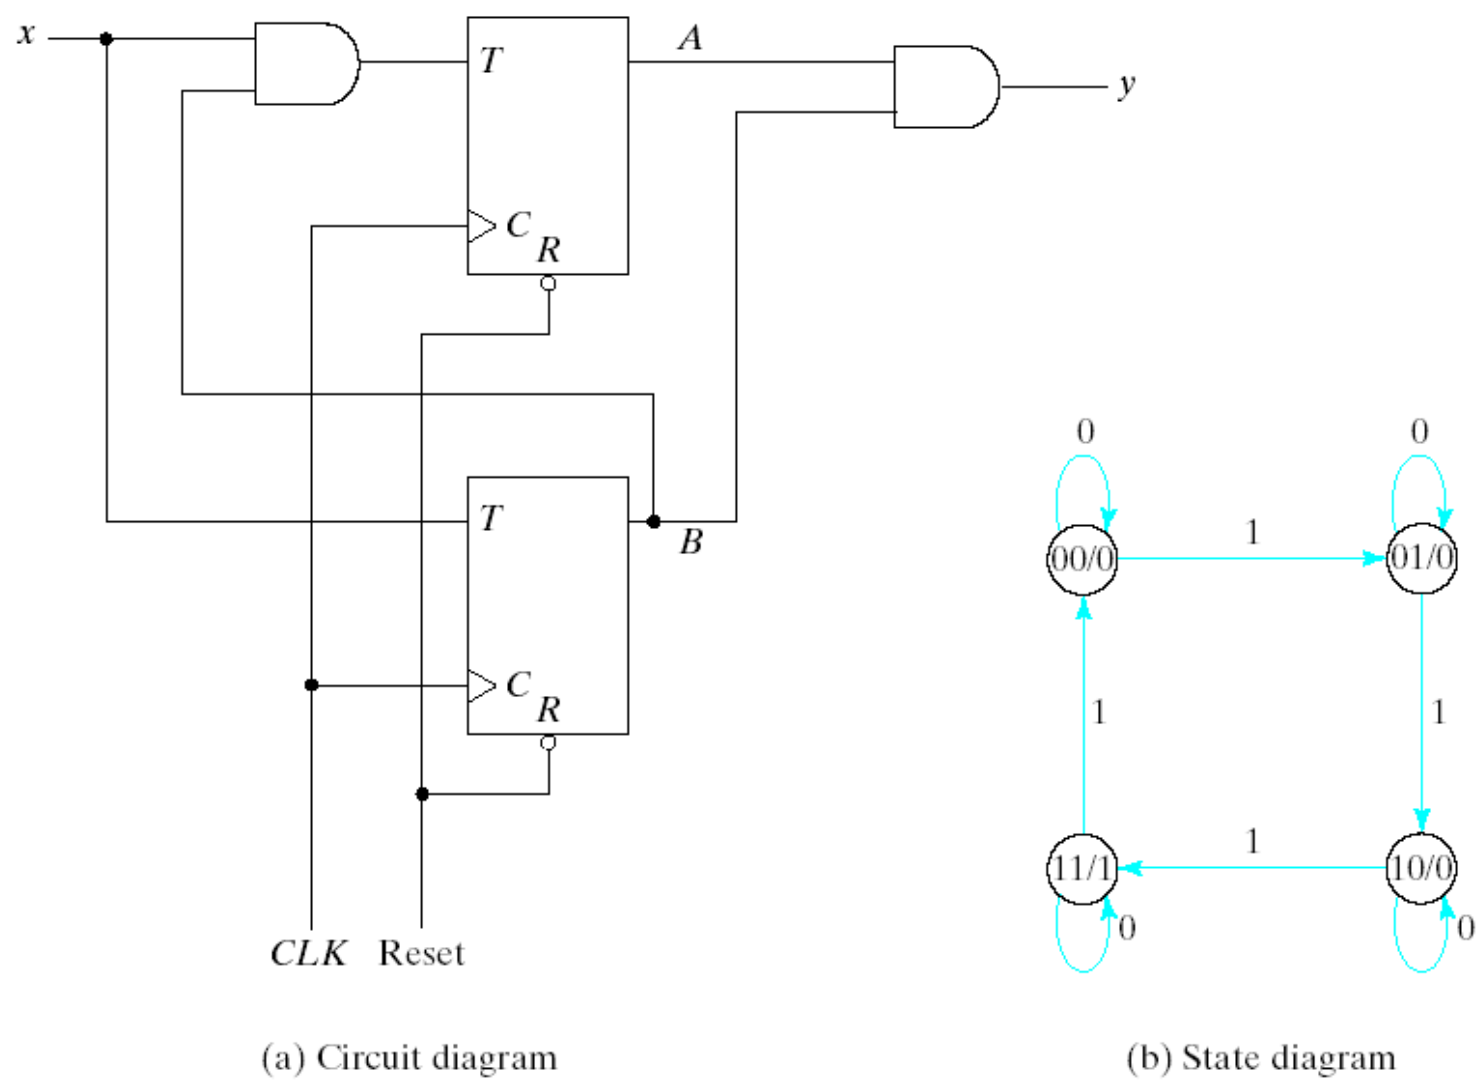 x
T
A
y
C
R
T
B
C
R
CLK Reset
(a) Circuit diagram
0
0
00/0
1
01/0
1
1
11/1
1
10/0
0
0
(b) State diagram